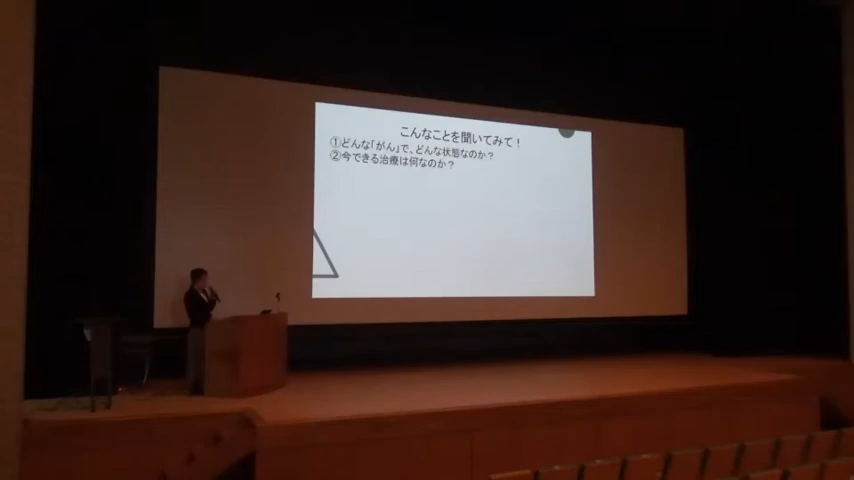 こんなことを聞いてみて！
①どんな「がん」で、どんな状態なのか？
②今できる治療は何なのか？